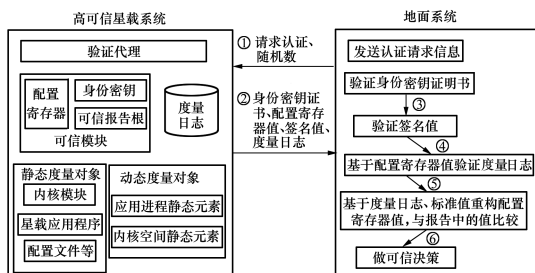 高可信星载系统
验证代理
配置
寄存器
身份密钥
可信报告根
可信模块
度量
日志
静态度量对象
内核模块
星载应用程序
配置文件等
动态度量对象
应用进程静态元素
内核空间静态元素
① 请求认证、
随机数
② 身份密钥证
书、配置寄存
器值、签名值、
度量日志
地面系统
发送认证请求信息
验证身份密钥证明书
③
验证签名值
④
基于配置寄存器值验证度量日志
⑤
基于度量日志、标准值重构配置
寄存器值，与报告中的值比较
⑥
做可信决策